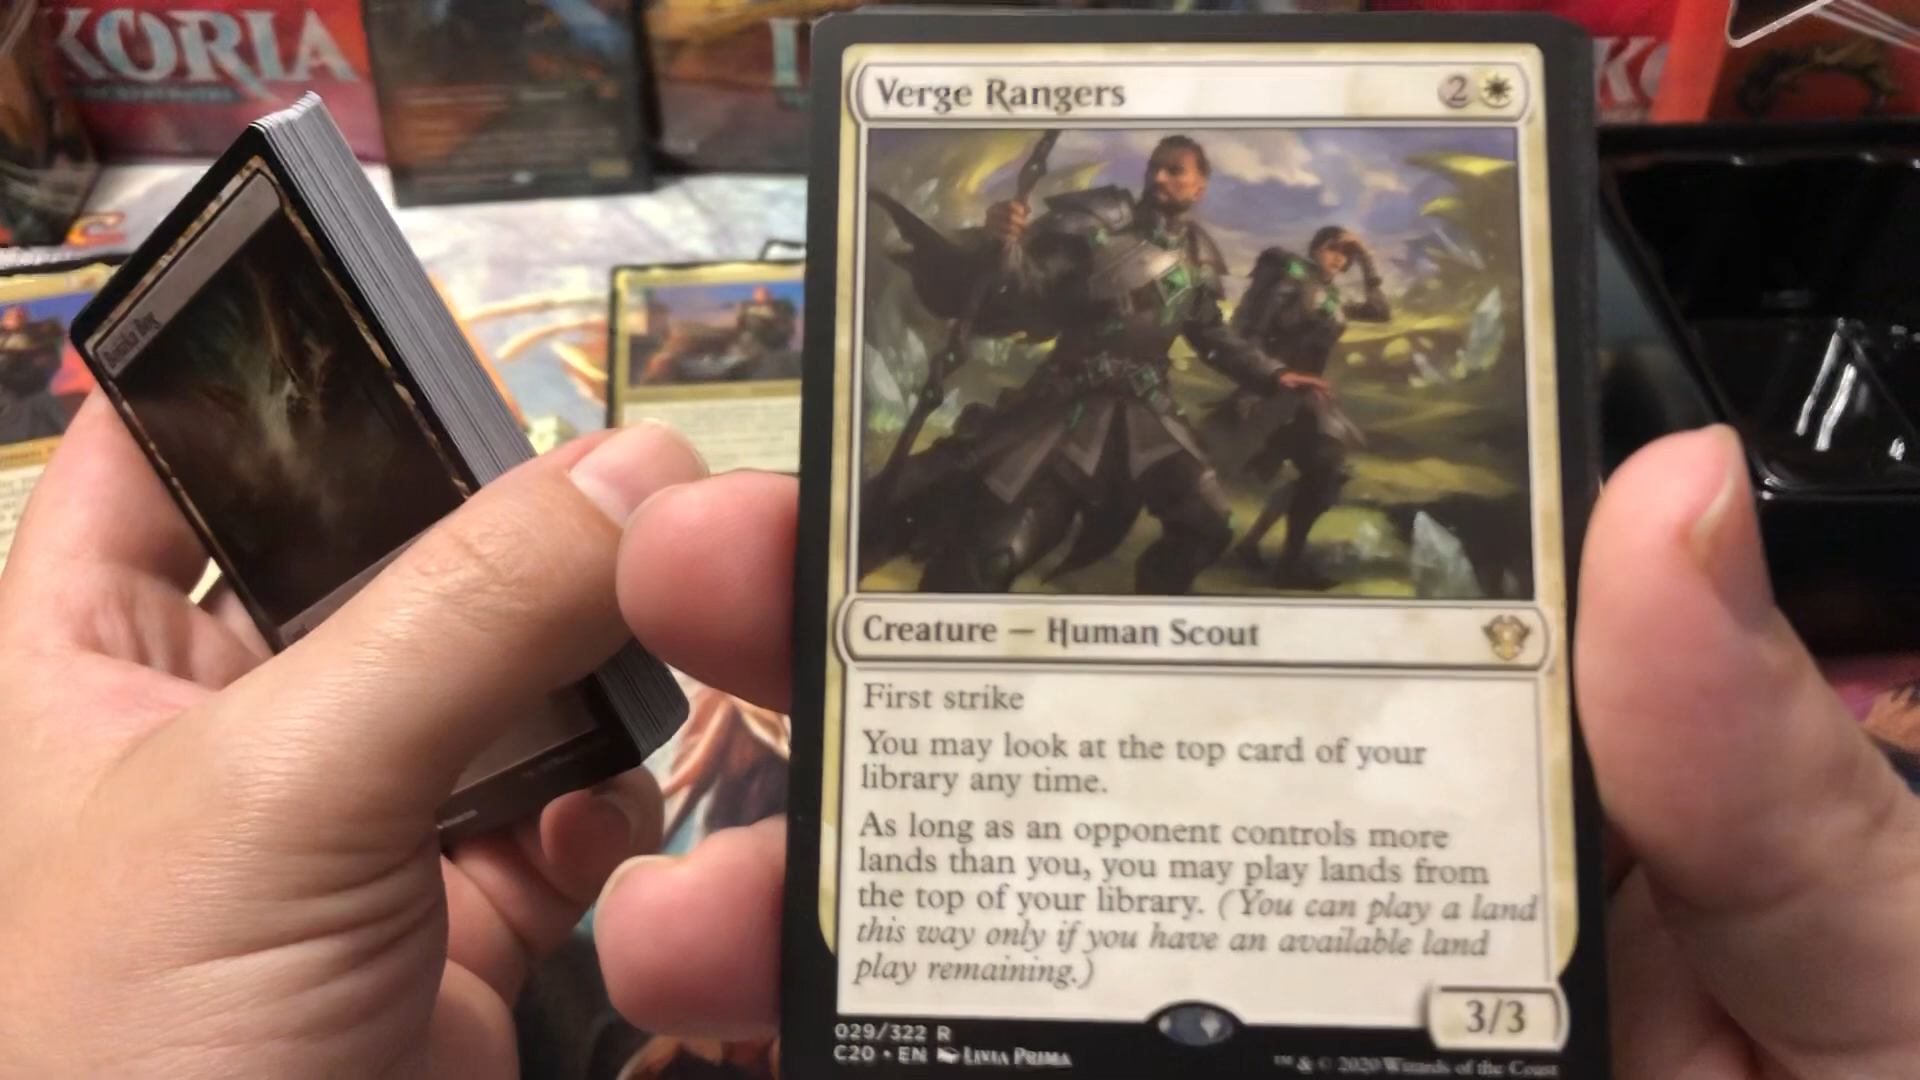 KORIA
Bojuka Bog
Verge Rangers 2
Creature — Human Scout
First strike
You may look at the top card of your
library any time.
As long as an opponent controls more
lands than you, you may play lands from
the top of your library. (You can play a land
this way only if you have an available land
play remaining.)
3/3
029/322 R
C20 • EN LIVIA PRIMA
™ & © 2020 Wizards of the Coast